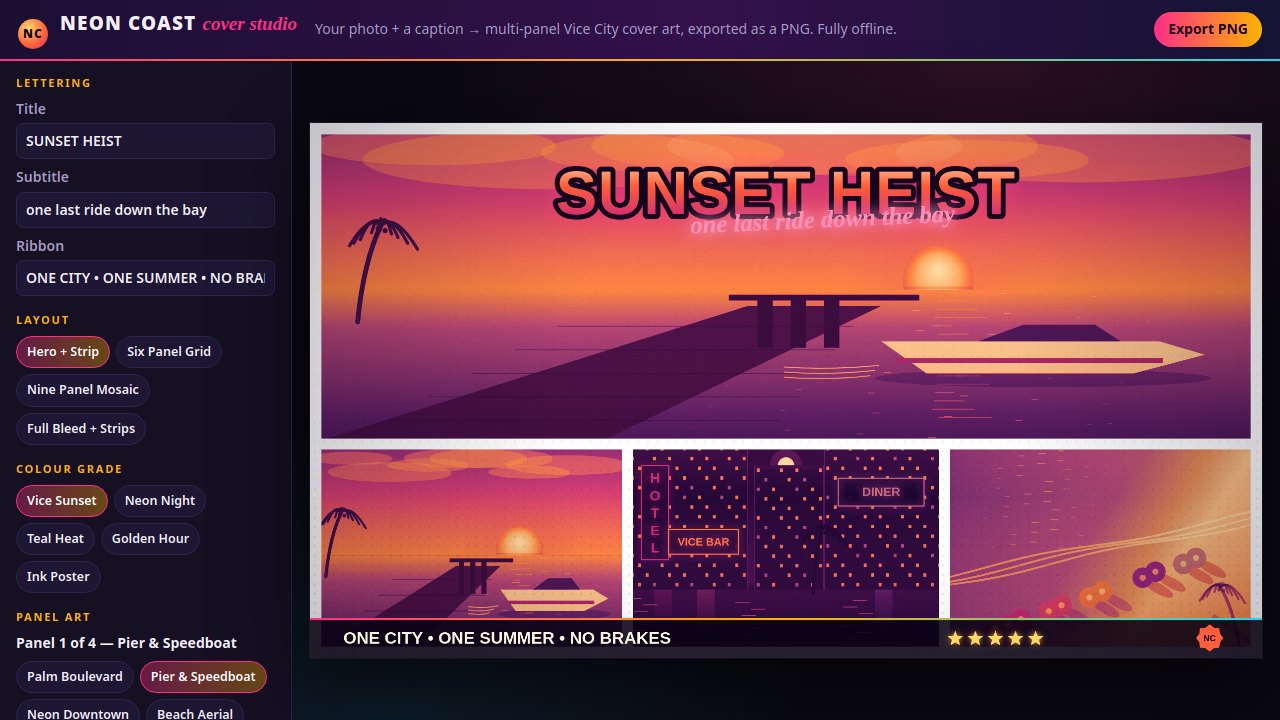 NC
NEON COAST cover studio
Your photo + a caption → multi-panel Vice City cover art, exported as a PNG. Fully offline.
Export PNG
LETTERING
Title
SUNSET HEIST
Subtitle
one last ride down the bay
Ribbon
ONE CITY • ONE SUMMER • NO BRA
LAYOUT
Hero + Strip
Six Panel Grid
Nine Panel Mosaic
Full Bleed + Strips
COLOUR GRADE
Vice Sunset
Neon Night
Teal Heat
Golden Hour
Ink Poster
PANEL ART
Panel 1 of 4 — Pier & Speedboat
Palm Boulevard
Pier & Speedboat
Neon Downtown
Beach Aerial
SUNSET HEIST
one last ride down the bay
HOTEL
VICE BAR
DINER
ONE CITY • ONE SUMMER • NO BRAKES
NC